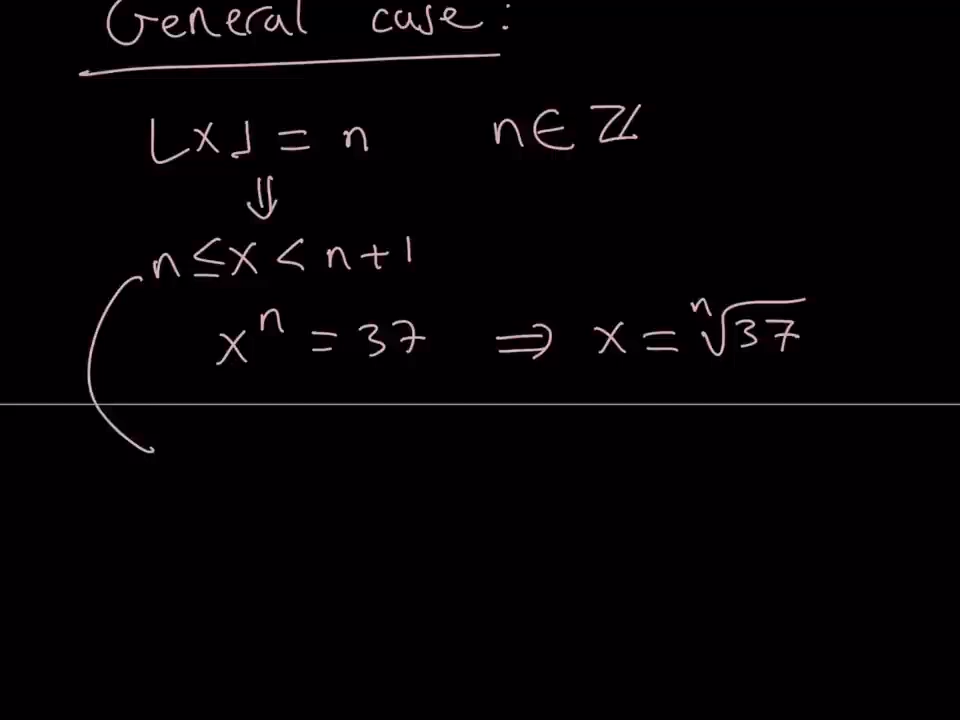 General case:
⌊x⌋ = n n ∈ ℤ
⇓
n ≤ x < n + 1
xⁿ = 37 ⟹ x = ⁿ√37